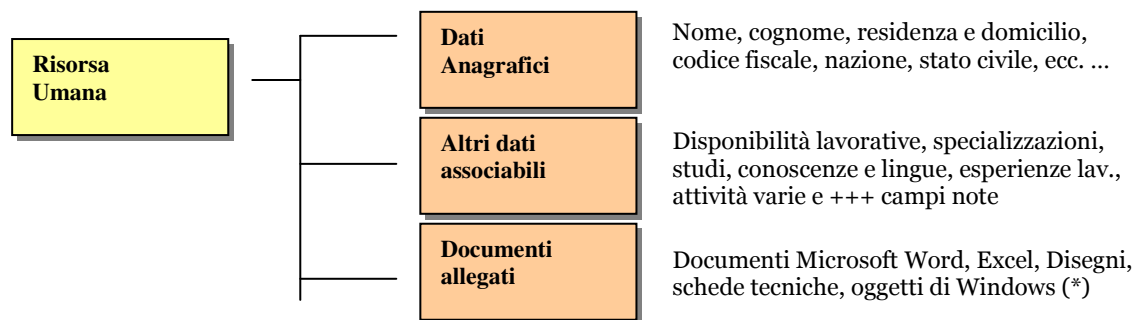 Risorsa
Umana
Dati
Anagrafici
Nome, cognome, residenza e domicilio,
codice fiscale, nazione, stato civile, ecc. ...
Altri dati
associabili
Disponibilità lavorative, specializzazioni,
studi, conoscenze e lingue, esperienze lav.,
attività varie e +++ campi note
Documenti
allegati
Documenti Microsoft Word, Excel, Disegni,
schede tecniche, oggetti di Windows (*)